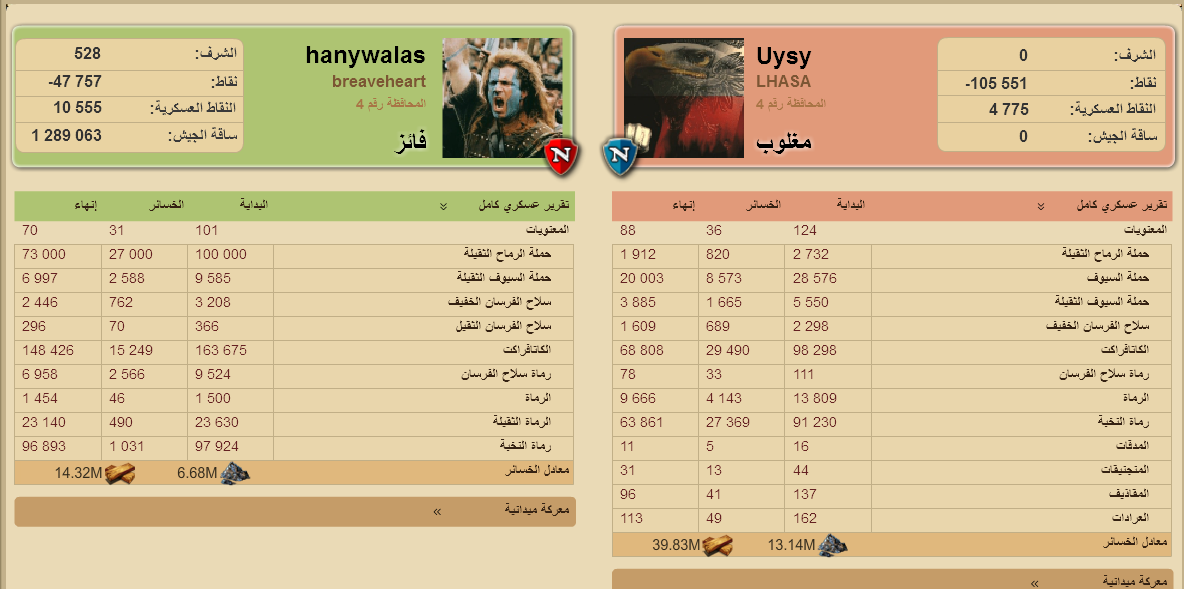 hanywalas
breaveheart
المحافظة رقم 4
فائز
الشرف: 528
نقاط: -47 757
النقاط العسكرية: 10 555
ساقة الجيش: 1 289 063
Uysy
LHASA
المحافظة رقم 4
مغلوب
الشرف: 0
نقاط: -105 551
النقاط العسكرية: 4 775
ساقة الجيش: 0
N
N
تقرير عسكري كامل » البداية الخسائر إنهاء
المعنويات 101 31 70
حملة الرماح الثقيلة 100 000 27 000 73 000
حملة السيوف الثقيلة 9 585 2 588 6 997
سلاح الفرسان الخفيف 3 208 762 2 446
سلاح الفرسان الثقيل 366 70 296
الكاتافراكت 163 675 15 249 148 426
رماة سلاح الفرسان 9 524 2 566 6 958
الرماة 1 500 46 1 454
الرماة الثقيلة 23 630 490 23 140
رماة النخبة 97 924 1 031 96 893
معادل الخسائر 6.68M 14.32M
معركة ميدانية »
تقرير عسكري كامل » البداية الخسائر إنهاء
المعنويات 124 36 88
حملة الرماح الثقيلة 2 732 820 1 912
حملة السيوف 28 576 8 573 20 003
حملة السيوف الثقيلة 5 550 1 665 3 885
سلاح الفرسان الخفيف 2 298 689 1 609
الكاتافراكت 98 298 29 490 68 808
رماة سلاح الفرسان 111 33 78
الرماة 13 809 4 143 9 666
رماة النخبة 91 230 27 369 63 861
المدقات 16 5 11
المنجنيقات 44 13 31
المقاذيف 137 41 96
العرادات 162 49 113
معادل الخسائر 13.14M 39.83M
معركة ميدانية »